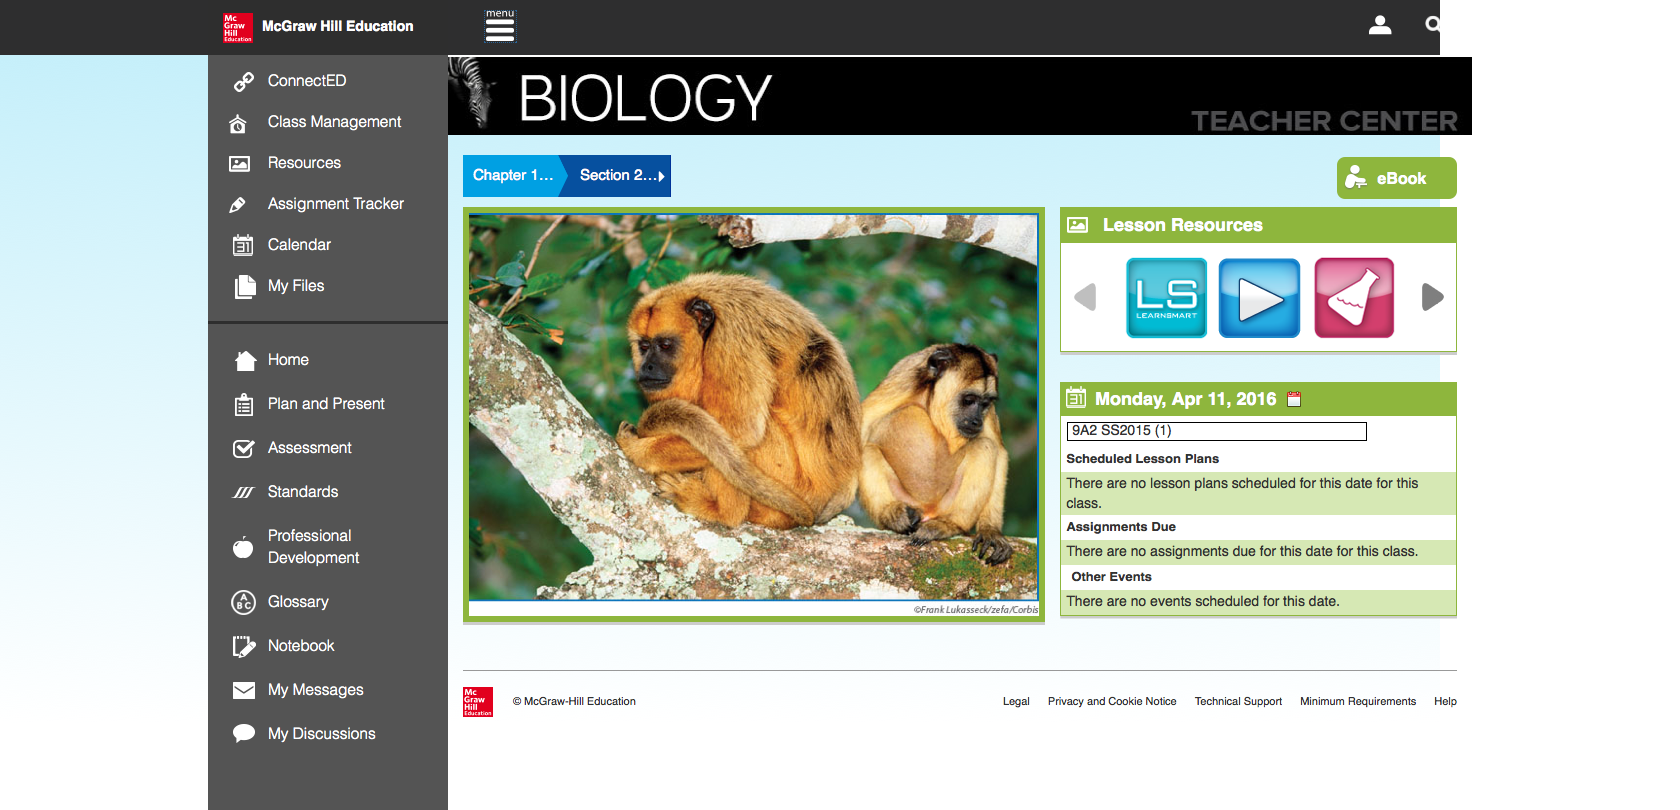 Mc
Graw
Hill
Education
McGraw Hill Education
menu
ConnectED
Class Management
Resources
Assignment Tracker
31
Calendar
My Files
Home
Plan and Present
Assessment
Standards
Professional
Development
A
B C
Glossary
Notebook
My Messages
My Discussions
BIOLOGY
TEACHER CENTER
Chapter 1...
Section 2...
eBook
©Frank Lukasseck/zefa/Corbis
Lesson Resources
LS
LEARNSMART
31
Monday, Apr 11, 2016
9A2 SS2015 (1)
Scheduled Lesson Plans
There are no lesson plans scheduled for this date for this
class.
Assignments Due
There are no assignments due for this date for this class.
Other Events
There are no events scheduled for this date.
Mc
Graw
Hill
Education
© McGraw-Hill Education
Legal
Privacy and Cookie Notice
Technical Support
Minimum Requirements
Help